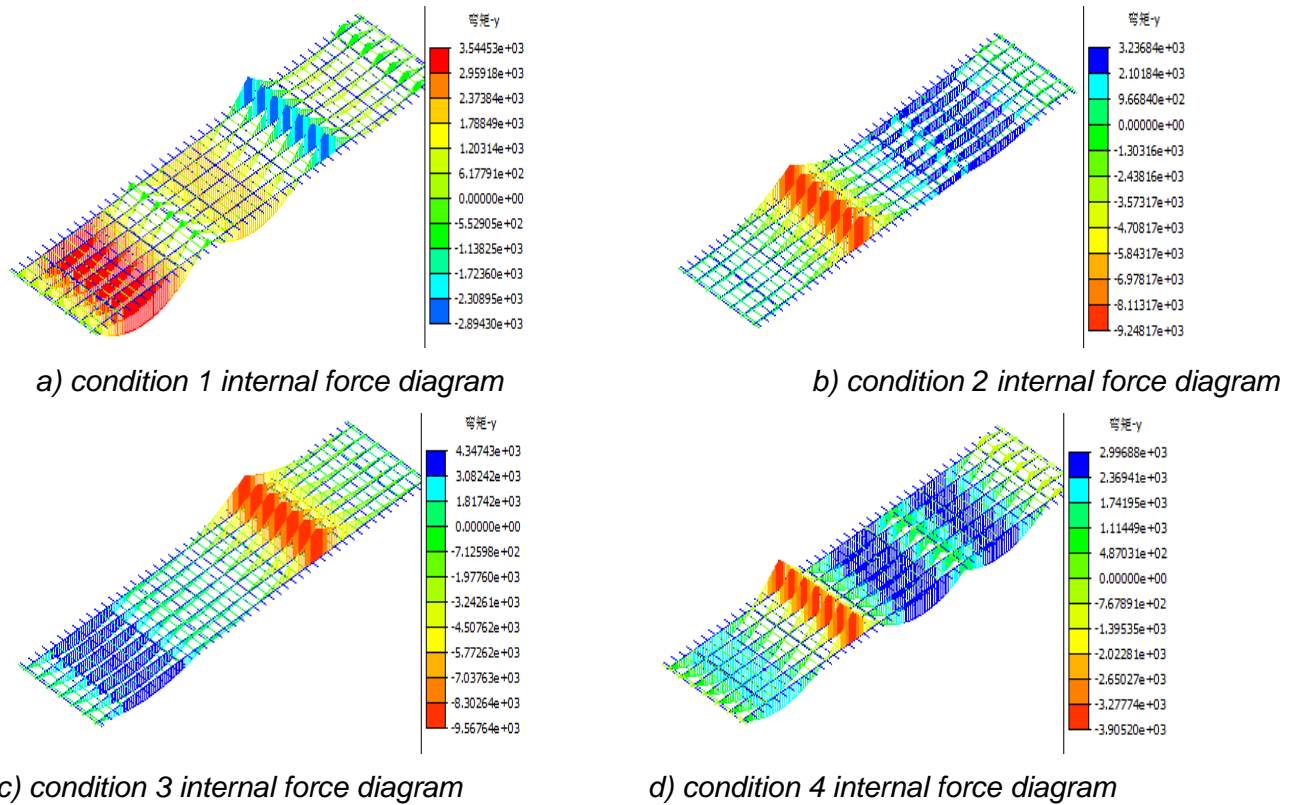 弯矩-y
3.54453e+03
2.95918e+03
2.37384e+03
1.78849e+03
1.20314e+03
6.17791e+02
0.00000e+00
-5.52905e+02
-1.13825e+03
-1.72360e+03
-2.30895e+03
-2.89430e+03
a) condition 1 internal force diagram
弯矩-y
3.23684e+03
2.10184e+03
9.66840e+02
0.00000e+00
-1.30316e+03
-2.43816e+03
-3.57317e+03
-4.70817e+03
-5.84317e+03
-6.97817e+03
-8.11317e+03
-9.24817e+03
b) condition 2 internal force diagram
弯矩-y
4.34743e+03
3.08242e+03
1.81742e+03
0.00000e+00
-7.12598e+02
-1.97760e+03
-3.24261e+03
-4.50762e+03
-5.77262e+03
-7.03763e+03
-8.30264e+03
-9.56764e+03
c) condition 3 internal force diagram
弯矩-y
2.99688e+03
2.36941e+03
1.74195e+03
1.11449e+03
4.87031e+02
0.00000e+00
-7.67891e+02
-1.39535e+03
-2.02281e+03
-2.65027e+03
-3.27774e+03
-3.90520e+03
d) condition 4 internal force diagram